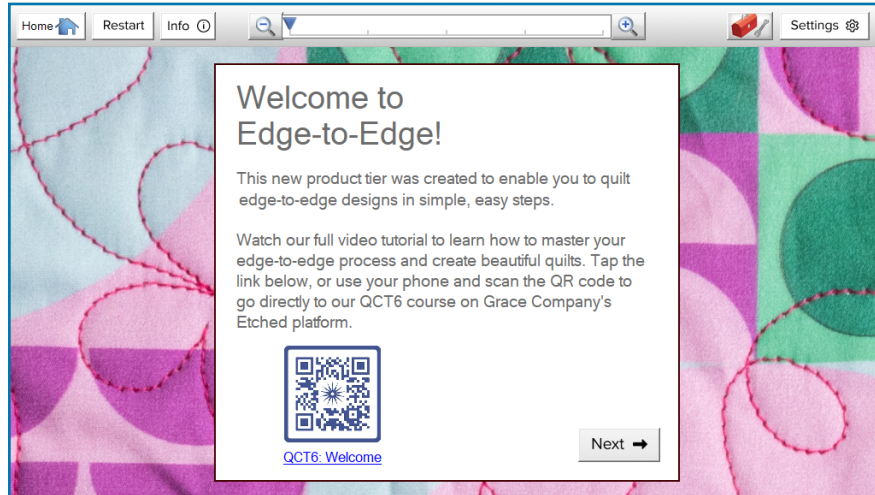 Home
Restart
Info
Settings
Welcome to
Edge-to-Edge!
This new product tier was created to enable you to quilt
edge-to-edge designs in simple, easy steps.
Watch our full video tutorial to learn how to master your
edge-to-edge process and create beautiful quilts. Tap the
link below, or use your phone and scan the QR code to
go directly to our QCT6 course on Grace Company's
Etched platform.
QCT6: Welcome
Next